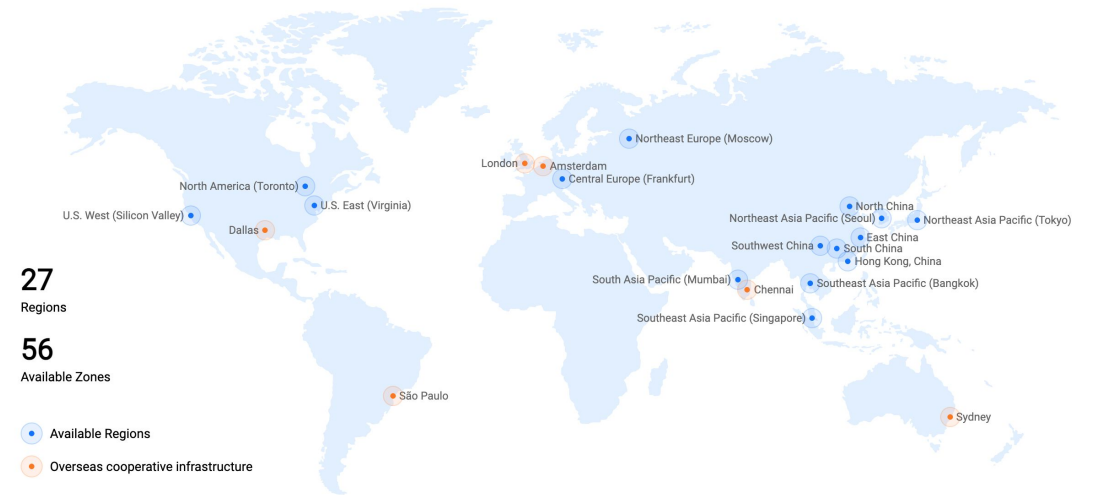 Northeast Europe (Moscow)
London
Amsterdam
Central Europe (Frankfurt)
North America (Toronto)
U.S. East (Virginia)
U.S. West (Silicon Valley)
Dallas
North China
Northeast Asia Pacific (Seoul)
Northeast Asia Pacific (Tokyo)
East China
Southwest China
South China
Hong Kong, China
South Asia Pacific (Mumbai)
Chennai
Southeast Asia Pacific (Bangkok)
Southeast Asia Pacific (Singapore)
27
Regions
56
Available Zones
São Paulo
Sydney
Available Regions
Overseas cooperative infrastructure